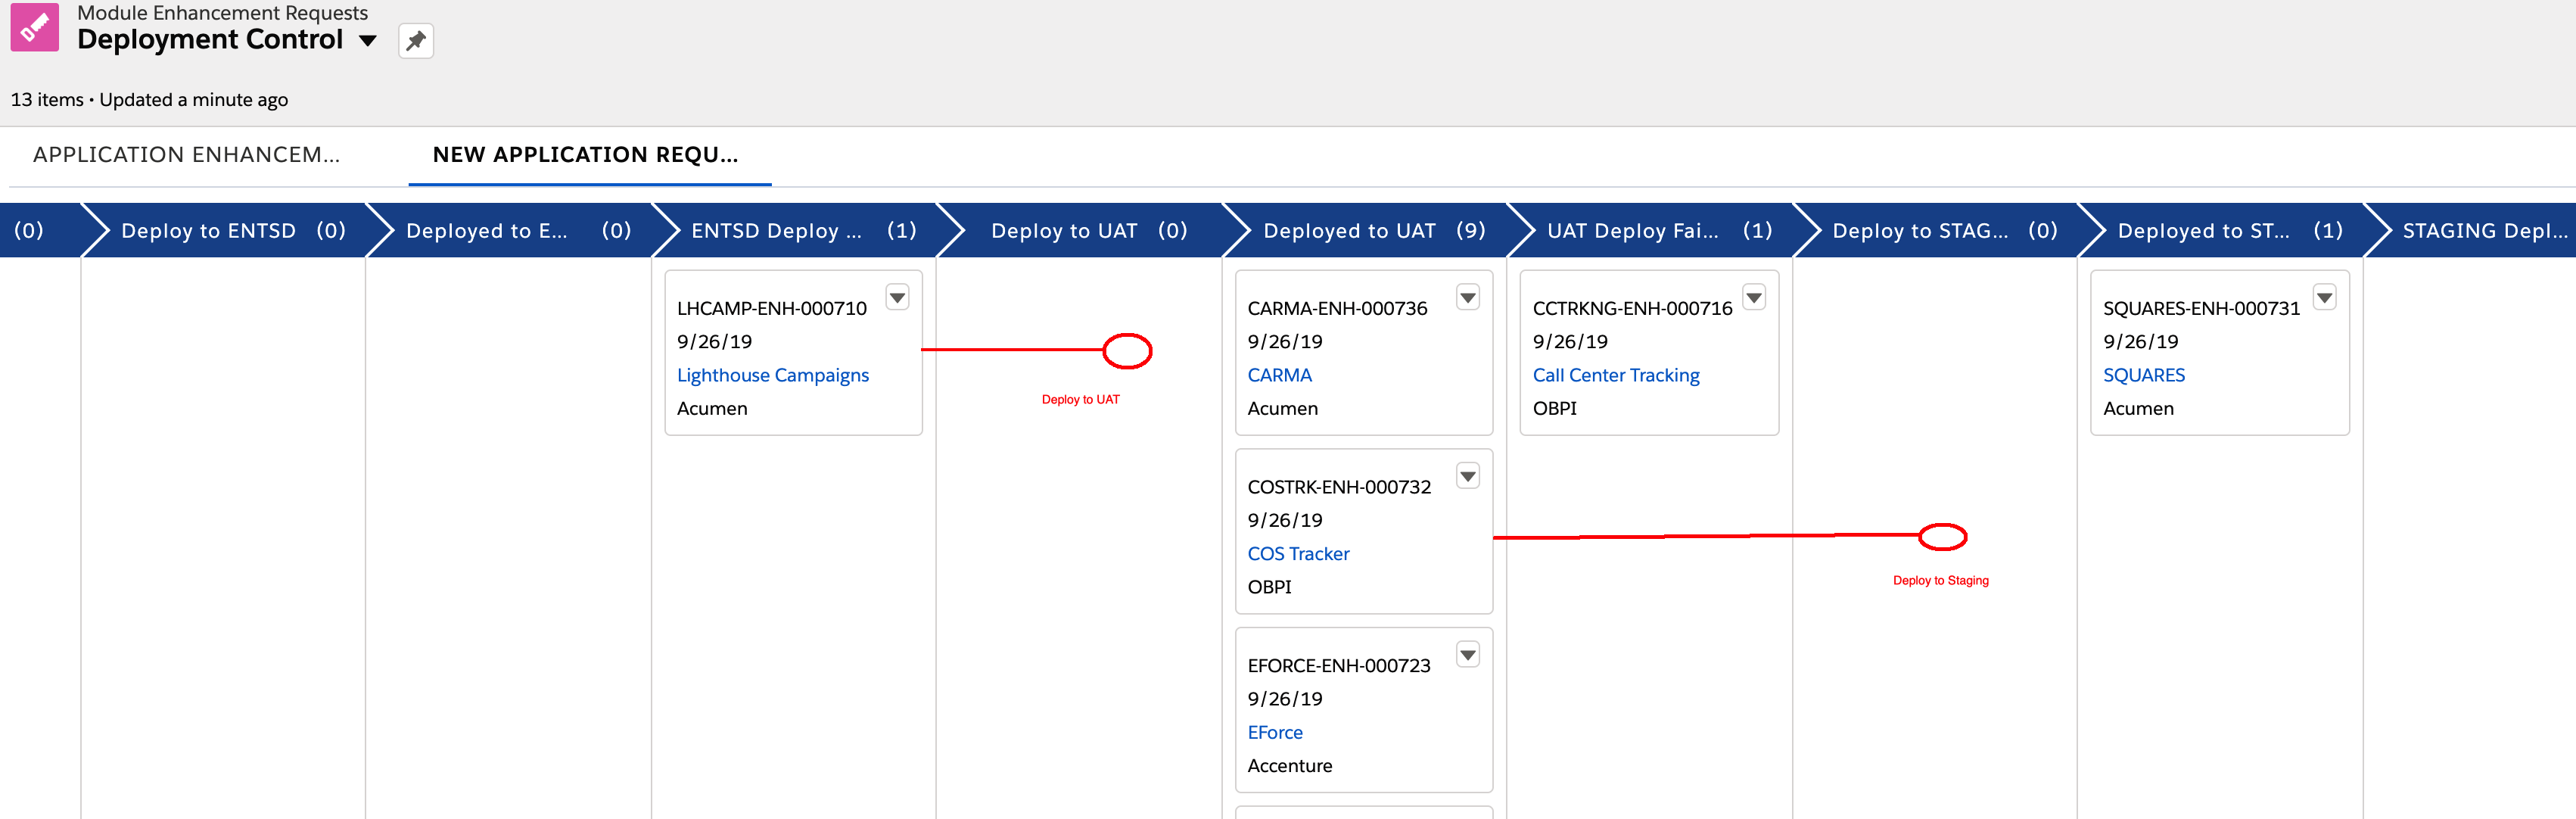 Module Enhancement Requests
Deployment Control
13 items • Updated a minute ago
APPLICATION ENHANCEM...
NEW APPLICATION REQU...
(0)
Deploy to ENTSD (0)
Deployed to E... (0)
ENTSD Deploy ... (1)
Deploy to UAT (0)
Deployed to UAT (9)
UAT Deploy Fai... (1)
Deploy to STAG... (0)
Deployed to ST... (1)
STAGING Depl...
LHCAMP-ENH-000710
9/26/19
Lighthouse Campaigns
Acumen
Deploy to UAT
CARMA-ENH-000736
9/26/19
CARMA
Acumen
COSTRK-ENH-000732
9/26/19
COS Tracker
OBPI
EFORCE-ENH-000723
9/26/19
EForce
Accenture
CCTRKNG-ENH-000716
9/26/19
Call Center Tracking
OBPI
Deploy to Staging
SQUARES-ENH-000731
9/26/19
SQUARES
Acumen